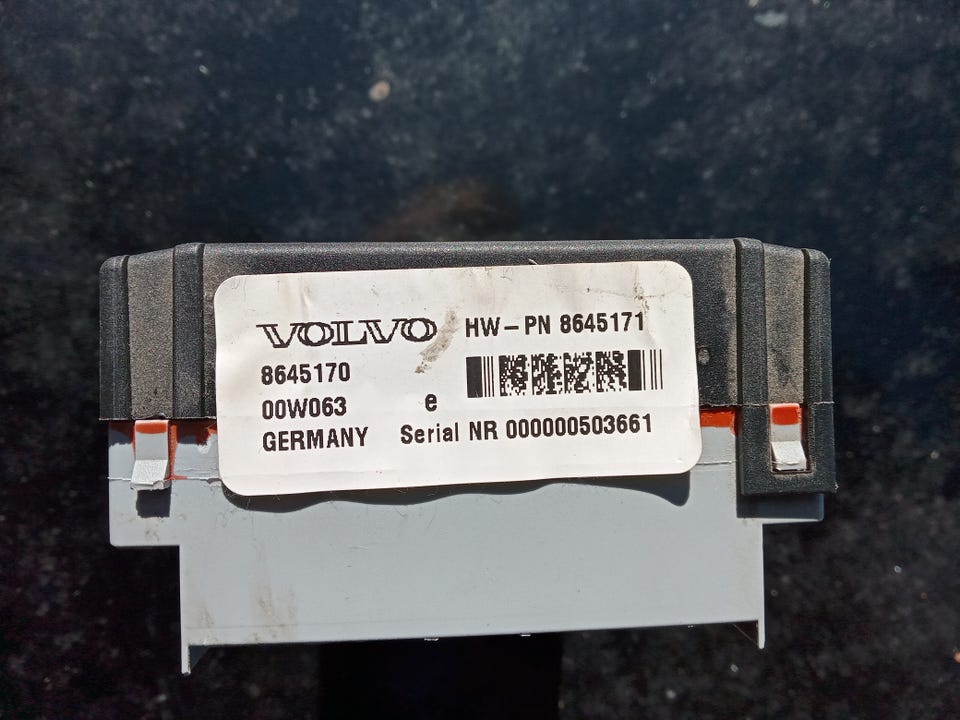 VOLVO HW-PN 8645171
8645170
00W063 e
GERMANY Serial NR 000000503661